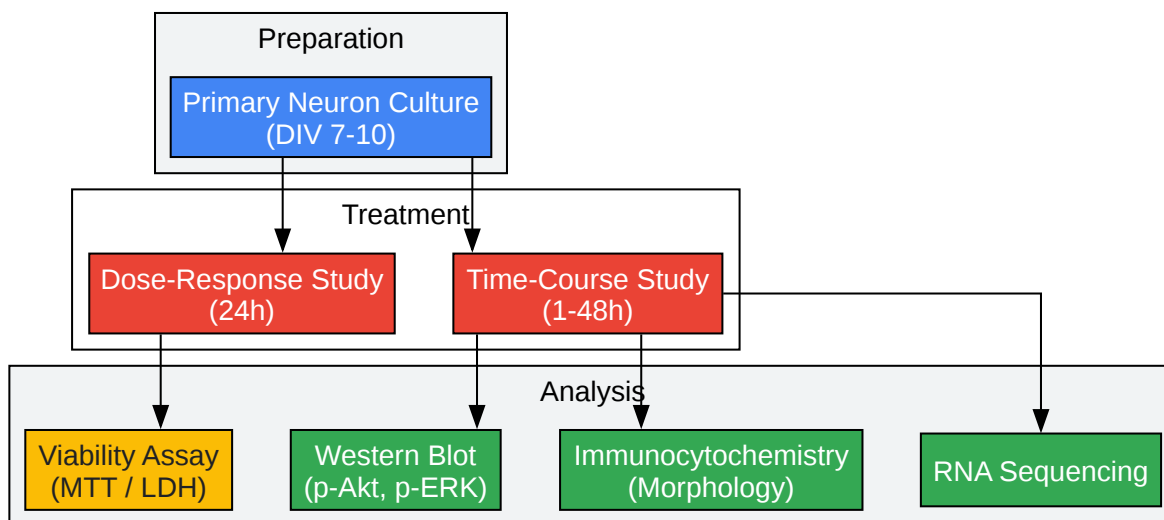 Preparation
Primary Neuron Culture
(DIV 7-10)
Treatment
Dose-Response Study
(24h)
Time-Course Study
(1-48h)
Analysis
Viability Assay
(MTT / LDH)
Western Blot
(p-Akt, p-ERK)
Immunocytochemistry
(Morphology)
RNA Sequencing